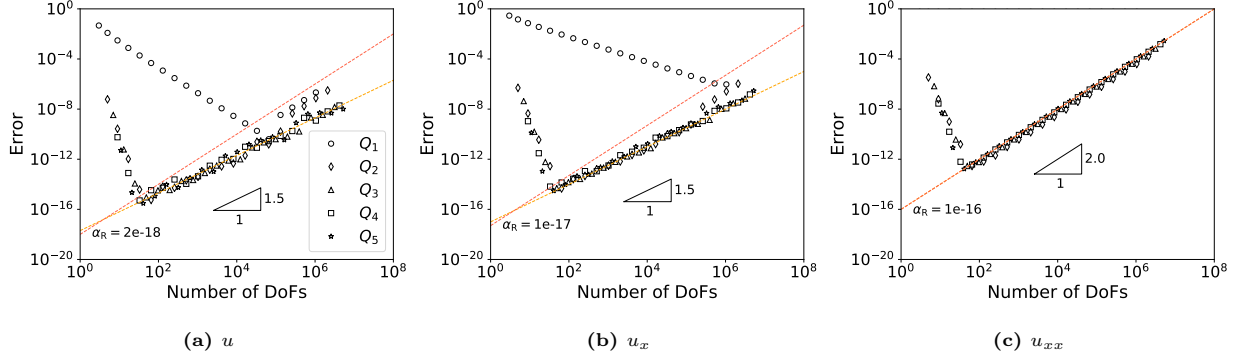 10^0
10^-4
10^-8
10^-12
10^-16
10^-20
Error
10^0 10^2 10^4 10^6 10^8
Number of DoFs
Q_1
Q_2
Q_3
Q_4
Q_5
1.5
1
α_R = 2e-18
(a) u
10^0
10^-4
10^-8
10^-12
10^-16
10^-20
Error
10^0 10^2 10^4 10^6 10^8
Number of DoFs
1.5
1
α_R = 1e-17
(b) u_x
10^0
10^-4
10^-8
10^-12
10^-16
10^-20
Error
10^0 10^2 10^4 10^6 10^8
Number of DoFs
2.0
1
α_R = 1e-16
(c) u_xx